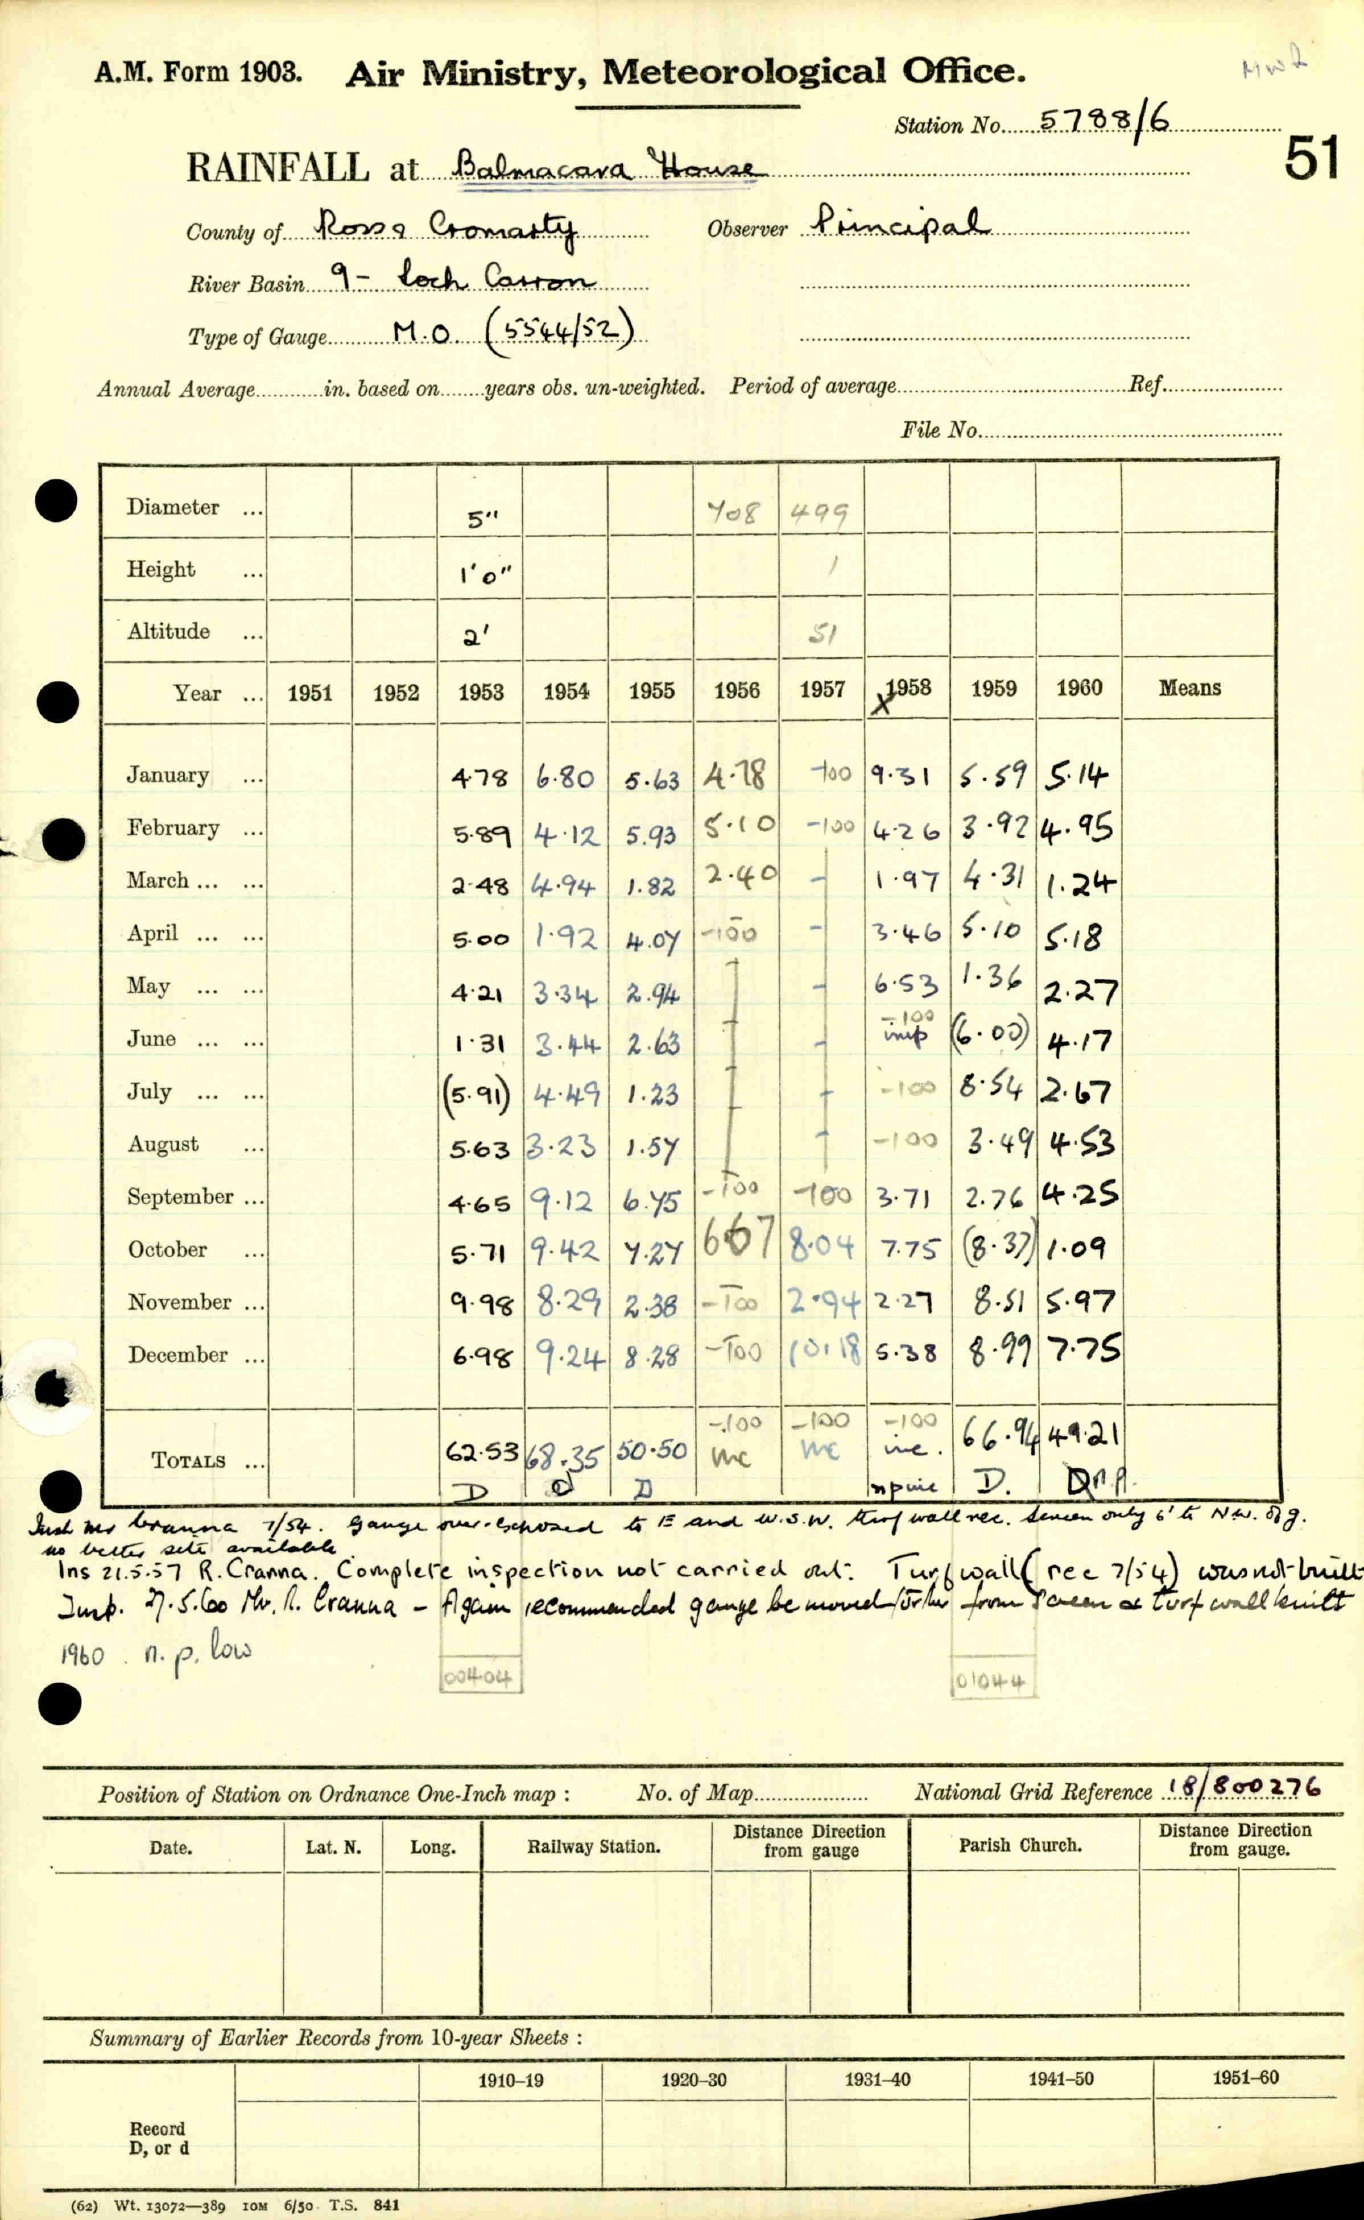 A.M. Form 1903. Air Ministry, Meteorological Office.
Station No. 5788/6
51
RAINFALL at Balmacara House
County of Ross & Cromarty Observer Principal
River Basin 9 - Loch Carron
Type of Gauge M.O. (5544/52)
Annual Average in. based on years obs. un-weighted. Period of average Ref.
File No.
Diameter ... 5" 708 499
Height ... 1'0" 1
Altitude ... 2' 51
Year ... 1951 1952 1953 1954 1955 1956 1957 X 1958 1959 1960 Means
January ... 4.78 6.80 5.63 4.78 -100 9.31 5.59 5.14
February ... 5.89 4.12 5.93 5.10 -100 4.26 3.92 4.95
March ... ... 2.48 4.94 1.82 2.40 - 1.97 4.31 1.24
April ... ... 5.00 1.92 4.07 -100 - 3.46 5.10 5.18
May ... ... 4.21 3.34 2.94 - - 6.53 1.36 2.27
June ... ... 1.31 3.44 2.63 - - -100 imp (6.00) 4.17
July ... ... (5.91) 4.49 1.23 - - -100 8.54 2.67
August ... 5.63 3.23 1.57 - -100 3.49 4.53
September ... 4.65 9.12 6.75 -100 -100 3.71 2.76 4.25
October ... 5.71 9.42 7.27 6.67 8.04 7.75 (8.37) 1.09
November ... 9.98 8.29 2.38 -100 2.94 2.27 8.51 5.97
December ... 6.98 9.24 8.28 -100 10.18 5.38 8.99 7.75
-100 -100 -100
TOTALS ... 62.53 68.35 50.50 inc inc inc. 66.94 49.21
D d D D. n.p.
Insp Mr Cranna 7/54. Gauge over-exposed to E and W.S.W. turf wall rec. Screen only 6' to N.W. of g.
no better site available
Ins 21.5.57 R. Cranna. Complete inspection not carried out. Turf wall (rec 7/54) was not built
Insp. 27.5.60 Mr. R. Cranna - Again recommended gauge be moved further from Screen & turf wall built
1960. n.p. low
00404 01044
Position of Station on Ordnance One-Inch map : No. of Map National Grid Reference 18/800276
Date. Lat. N. Long. Railway Station. Distance Direction from gauge Parish Church. Distance Direction from gauge.
Summary of Earlier Records from 10-year Sheets :
1910–19 1920–30 1931–40 1941–50 1951–60
Record
D, or d
(62) Wt. 13072—389 10M 6/50 T.S. 841